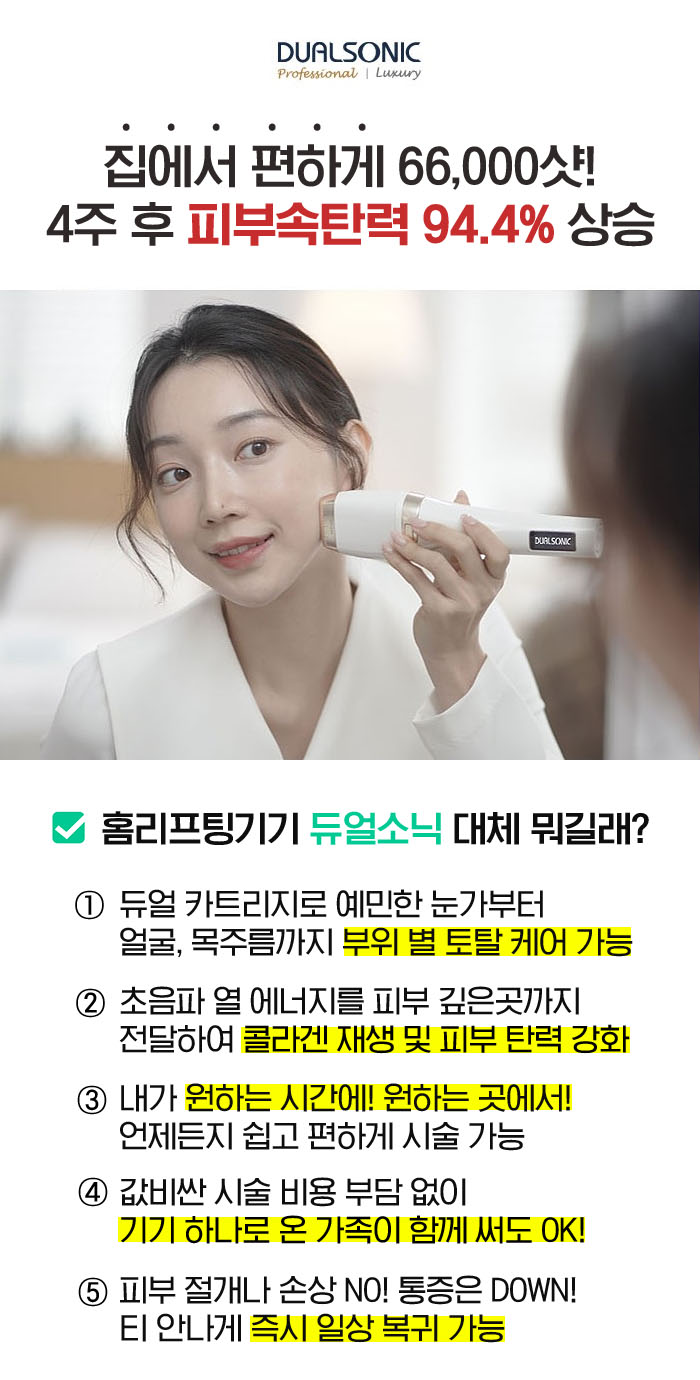 DUALSONIC
Professional | Luxury
집에서 편하게 66,000샷!
4주 후 피부속탄력 94.4% 상승
DUALSONIC
홈리프팅기기 듀얼소닉 대체 뭐길래?
① 듀얼 카트리지로 예민한 눈가부터
얼굴, 목주름까지 부위 별 토탈 케어 가능
② 초음파 열 에너지를 피부 깊은곳까지
전달하여 콜라겐 재생 및 피부 탄력 강화
③ 내가 원하는 시간에! 원하는 곳에서!
언제든지 쉽고 편하게 시술 가능
④ 값비싼 시술 비용 부담 없이
기기 하나로 온 가족이 함께 써도 OK!
⑤ 피부 절개나 손상 NO! 통증은 DOWN!
티 안나게 즉시 일상 복귀 가능